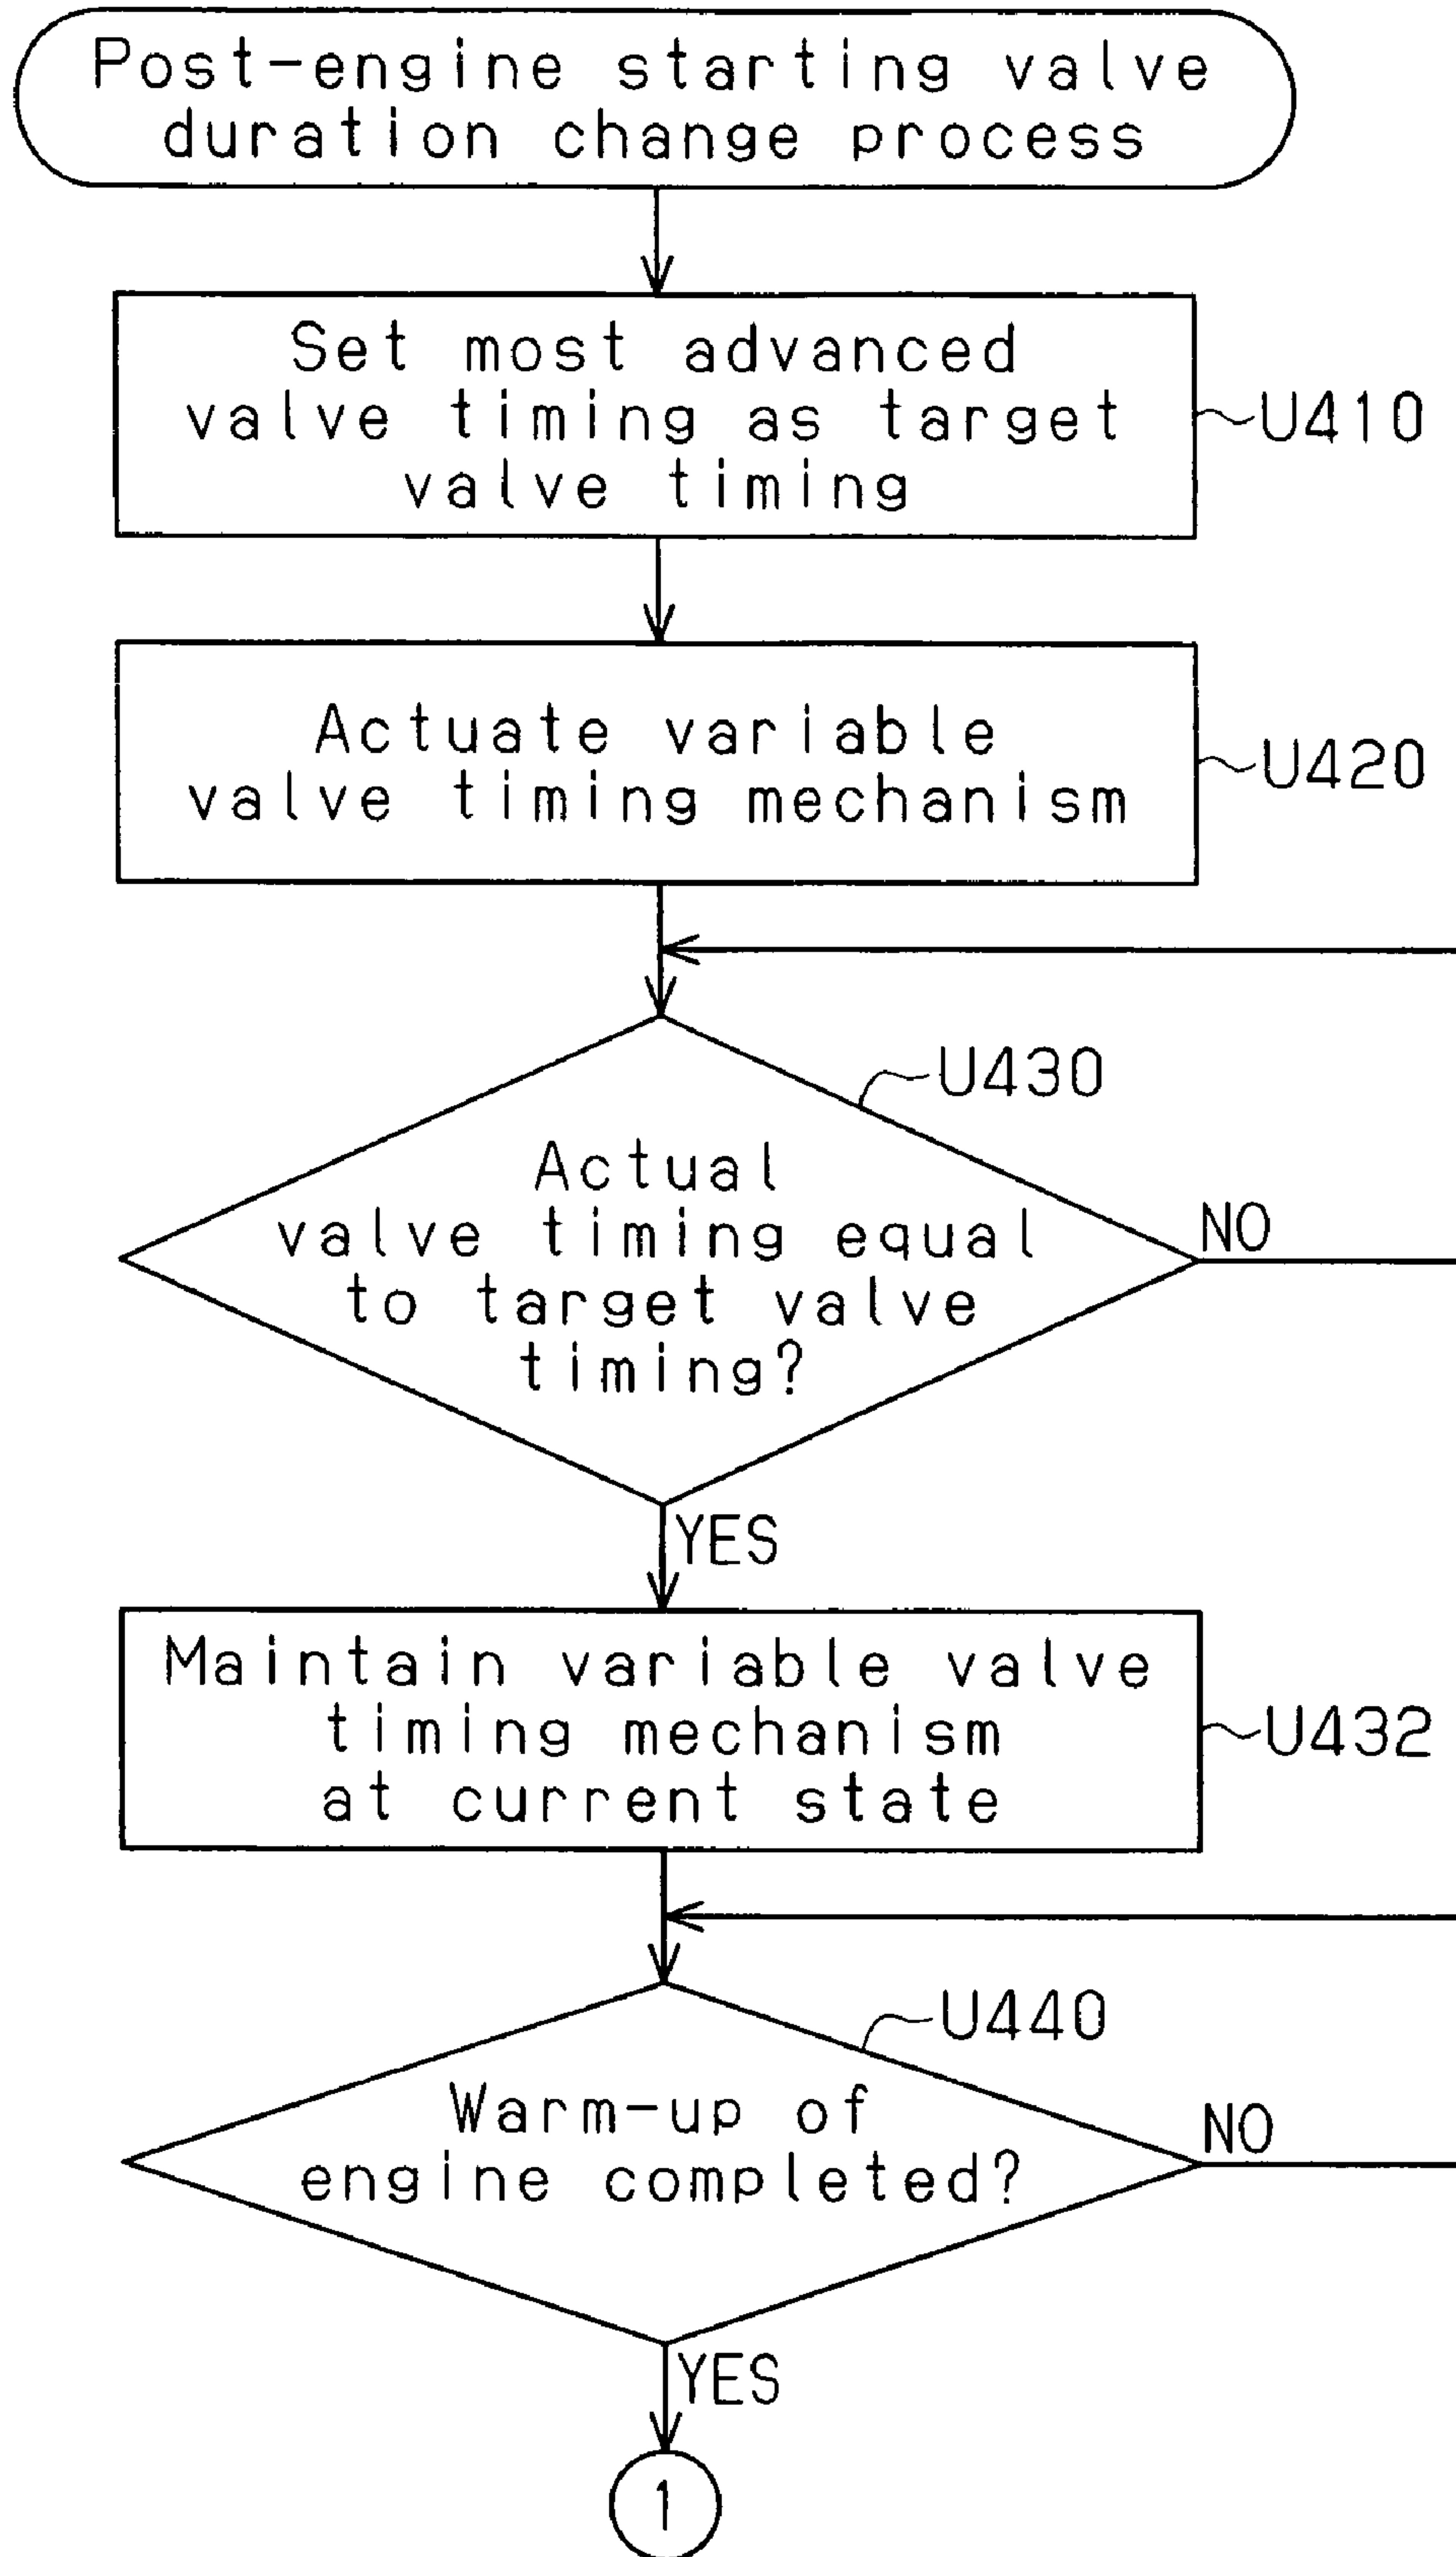 Post-engine starting valve
duration change process
Set most advanced
valve timing as target
valve timing
U410
Actuate variable
valve timing mechanism
U420
U430
Actual
valve timing equal
to target valve
timing?
NO
YES
Maintain variable valve
timing mechanism
at current state
U432
U440
Warm-up of
engine completed?
NO
YES
1